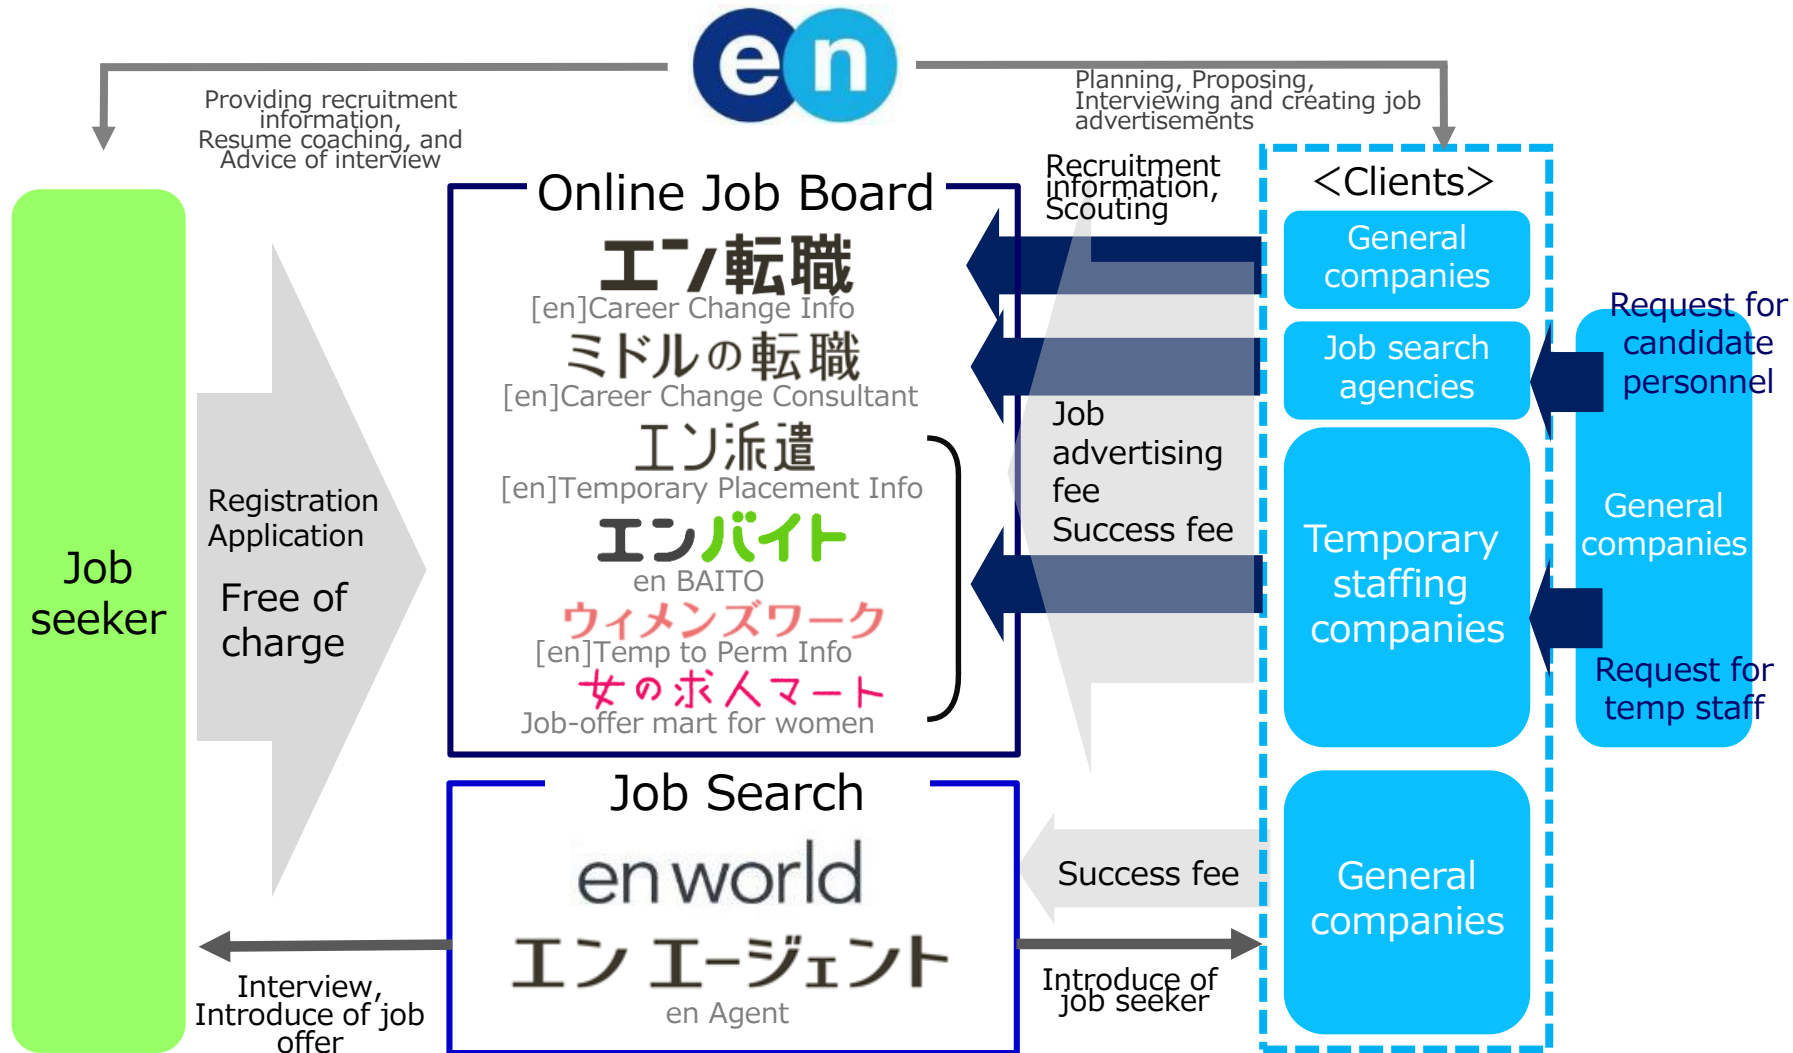 en
Providing recruitment
information,
Resume coaching, and
Advice of interview
Planning, Proposing,
Interviewing and creating job
advertisements
Job
seeker
Registration
Application
Free of
charge
Online Job Board
エン転職
[en]Career Change Info
ミドルの転職
[en]Career Change Consultant
エン派遣
[en]Temporary Placement Info
エンバイト
en BAITO
ウィメンズワーク
[en]Temp to Perm Info
女の求人マート
Job-offer mart for women
Recruitment
information,
Scouting
Job
advertising
fee
Success fee
<Clients>
General
companies
Job search
agencies
Temporary
staffing
companies
General
companies
Request for
candidate
personnel
General
companies
Request for
temp staff
Job Search
en world
エン エージェント
en Agent
Success fee
Interview,
Introduce of job
offer
Introduce of
job seeker